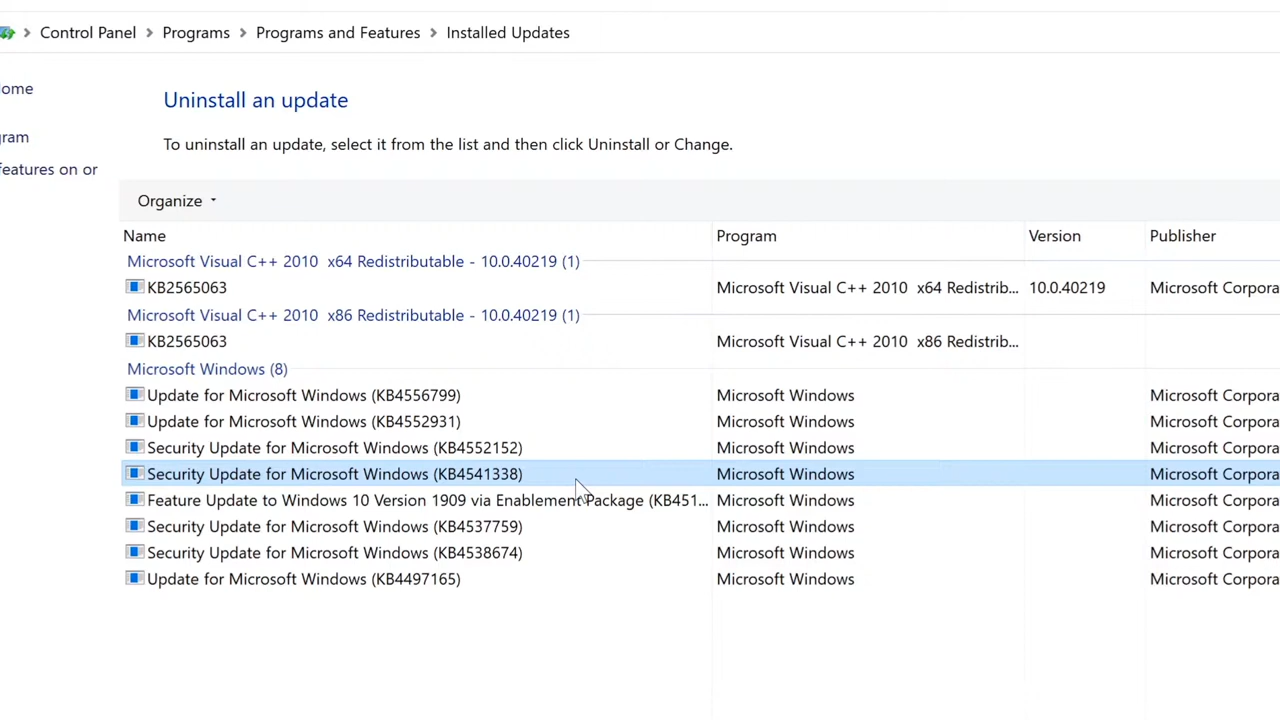 Control Panel > Programs > Programs and Features > Installed Updates
ome
Uninstall an update
gram
To uninstall an update, select it from the list and then click Uninstall or Change.
features on or
Organize
Name Program Version Publisher
Microsoft Visual C++ 2010 x64 Redistributable - 10.0.40219 (1)
KB2565063 Microsoft Visual C++ 2010 x64 Redistrib... 10.0.40219 Microsoft Corpora
Microsoft Visual C++ 2010 x86 Redistributable - 10.0.40219 (1)
KB2565063 Microsoft Visual C++ 2010 x86 Redistrib...
Microsoft Windows (8)
Update for Microsoft Windows (KB4556799) Microsoft Windows Microsoft Corpora
Update for Microsoft Windows (KB4552931) Microsoft Windows Microsoft Corpora
Security Update for Microsoft Windows (KB4552152) Microsoft Windows Microsoft Corpora
Security Update for Microsoft Windows (KB4541338) Microsoft Windows Microsoft Corpora
Feature Update to Windows 10 Version 1909 via Enablement Package (KB451... Microsoft Windows Microsoft Corpora
Security Update for Microsoft Windows (KB4537759) Microsoft Windows Microsoft Corpora
Security Update for Microsoft Windows (KB4538674) Microsoft Windows Microsoft Corpora
Update for Microsoft Windows (KB4497165) Microsoft Windows Microsoft Corpora